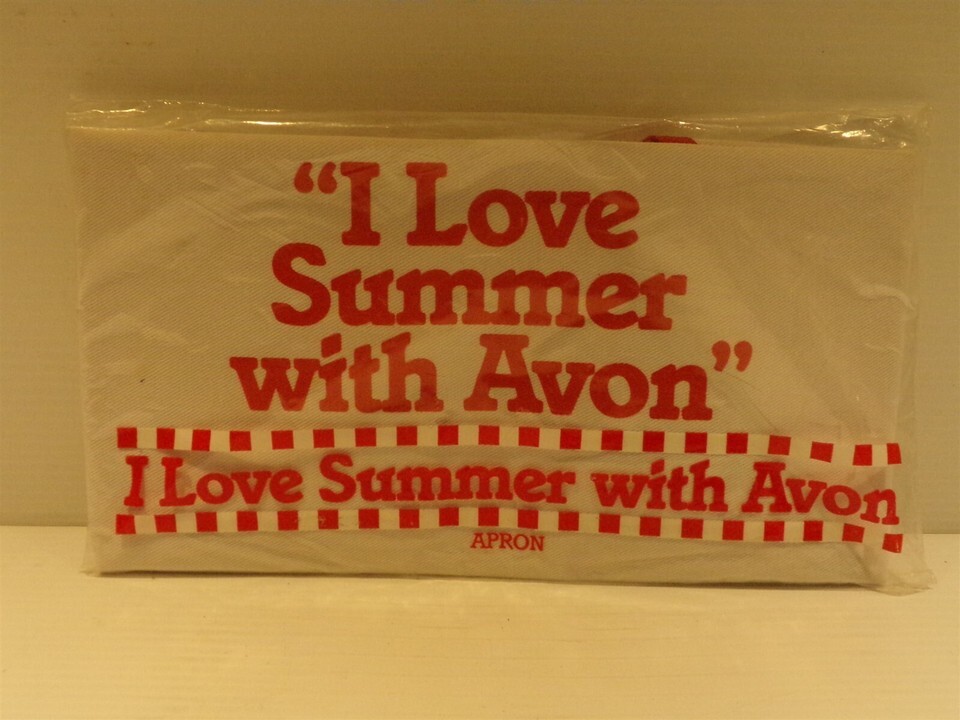 “I Love
Summer
with Avon”
I Love Summer with Avon
APRON